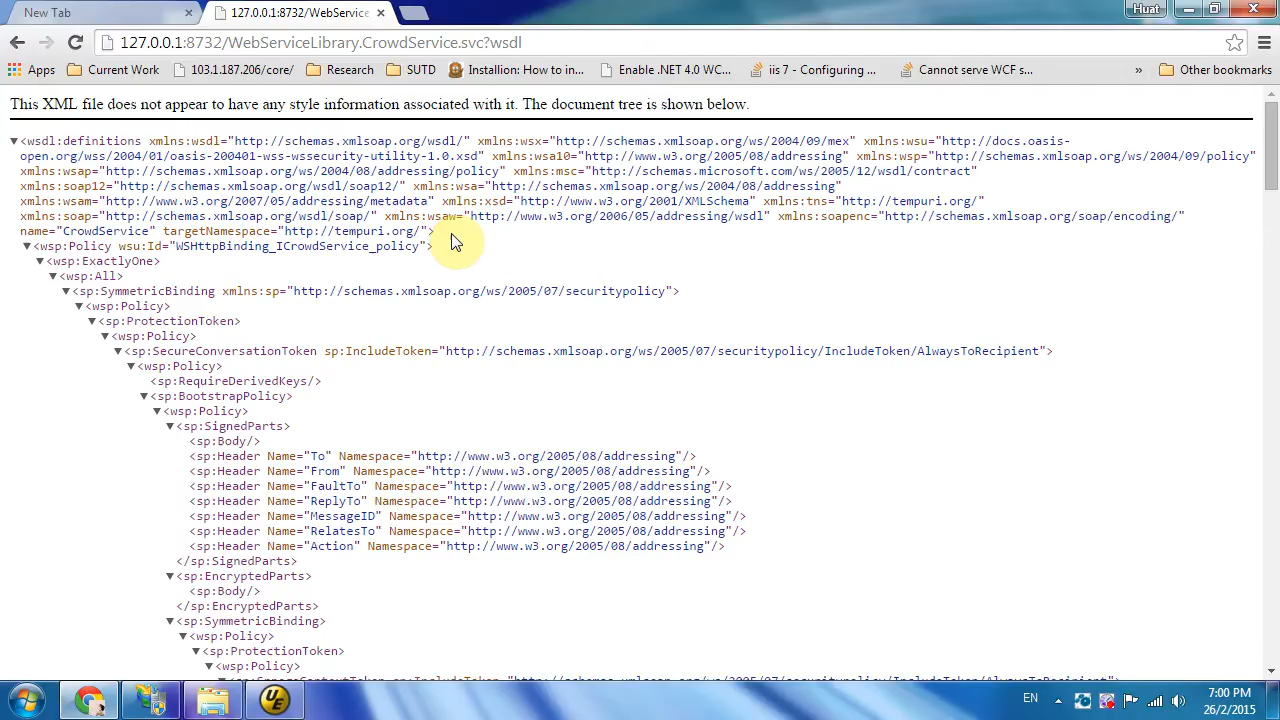 New Tab
127.0.0.1:8732/WebService
Huat
127.0.0.1:8732/WebServiceLibrary.CrowdService.svc?wsdl
Apps Current Work 103.1.187.206/core/ Research SUTD Installion: How to in... Enable .NET 4.0 WC... iis 7 - Configuring ... Cannot serve WCF s... » Other bookmarks
This XML file does not appear to have any style information associated with it. The document tree is shown below.
<wsdl:definitions xmlns:wsdl="http://schemas.xmlsoap.org/wsdl/" xmlns:wsx="http://schemas.xmlsoap.org/ws/2004/09/mex" xmlns:wsu="http://docs.oasis-
open.org/wss/2004/01/oasis-200401-wss-wssecurity-utility-1.0.xsd" xmlns:wsa10="http://www.w3.org/2005/08/addressing" xmlns:wsp="http://schemas.xmlsoap.org/ws/2004/09/policy"
xmlns:wsap="http://schemas.xmlsoap.org/ws/2004/08/addressing/policy" xmlns:msc="http://schemas.microsoft.com/ws/2005/12/wsdl/contract"
xmlns:soap12="http://schemas.xmlsoap.org/wsdl/soap12/" xmlns:wsa="http://schemas.xmlsoap.org/ws/2004/08/addressing"
xmlns:wsam="http://www.w3.org/2007/05/addressing/metadata" xmlns:xsd="http://www.w3.org/2001/XMLSchema" xmlns:tns="http://tempuri.org/"
xmlns:soap="http://schemas.xmlsoap.org/wsdl/soap/" xmlns:wsaw="http://www.w3.org/2006/05/addressing/wsdl" xmlns:soapenc="http://schemas.xmlsoap.org/soap/encoding/"
name="CrowdService" targetNamespace="http://tempuri.org/">
<wsp:Policy wsu:Id="WSHttpBinding_ICrowdService_policy">
<wsp:ExactlyOne>
<wsp:All>
<sp:SymmetricBinding xmlns:sp="http://schemas.xmlsoap.org/ws/2005/07/securitypolicy">
<wsp:Policy>
<sp:ProtectionToken>
<wsp:Policy>
<sp:SecureConversationToken sp:IncludeToken="http://schemas.xmlsoap.org/ws/2005/07/securitypolicy/IncludeToken/AlwaysToRecipient">
<wsp:Policy>
<sp:RequireDerivedKeys/>
<sp:BootstrapPolicy>
<wsp:Policy>
<sp:SignedParts>
<sp:Body/>
<sp:Header Name="To" Namespace="http://www.w3.org/2005/08/addressing"/>
<sp:Header Name="From" Namespace="http://www.w3.org/2005/08/addressing"/>
<sp:Header Name="FaultTo" Namespace="http://www.w3.org/2005/08/addressing"/>
<sp:Header Name="ReplyTo" Namespace="http://www.w3.org/2005/08/addressing"/>
<sp:Header Name="MessageID" Namespace="http://www.w3.org/2005/08/addressing"/>
<sp:Header Name="RelatesTo" Namespace="http://www.w3.org/2005/08/addressing"/>
<sp:Header Name="Action" Namespace="http://www.w3.org/2005/08/addressing"/>
</sp:SignedParts>
<sp:EncryptedParts>
<sp:Body/>
</sp:EncryptedParts>
<sp:SymmetricBinding>
<wsp:Policy>
<sp:ProtectionToken>
<wsp:Policy>
EN 7:00 PM
26/2/2015